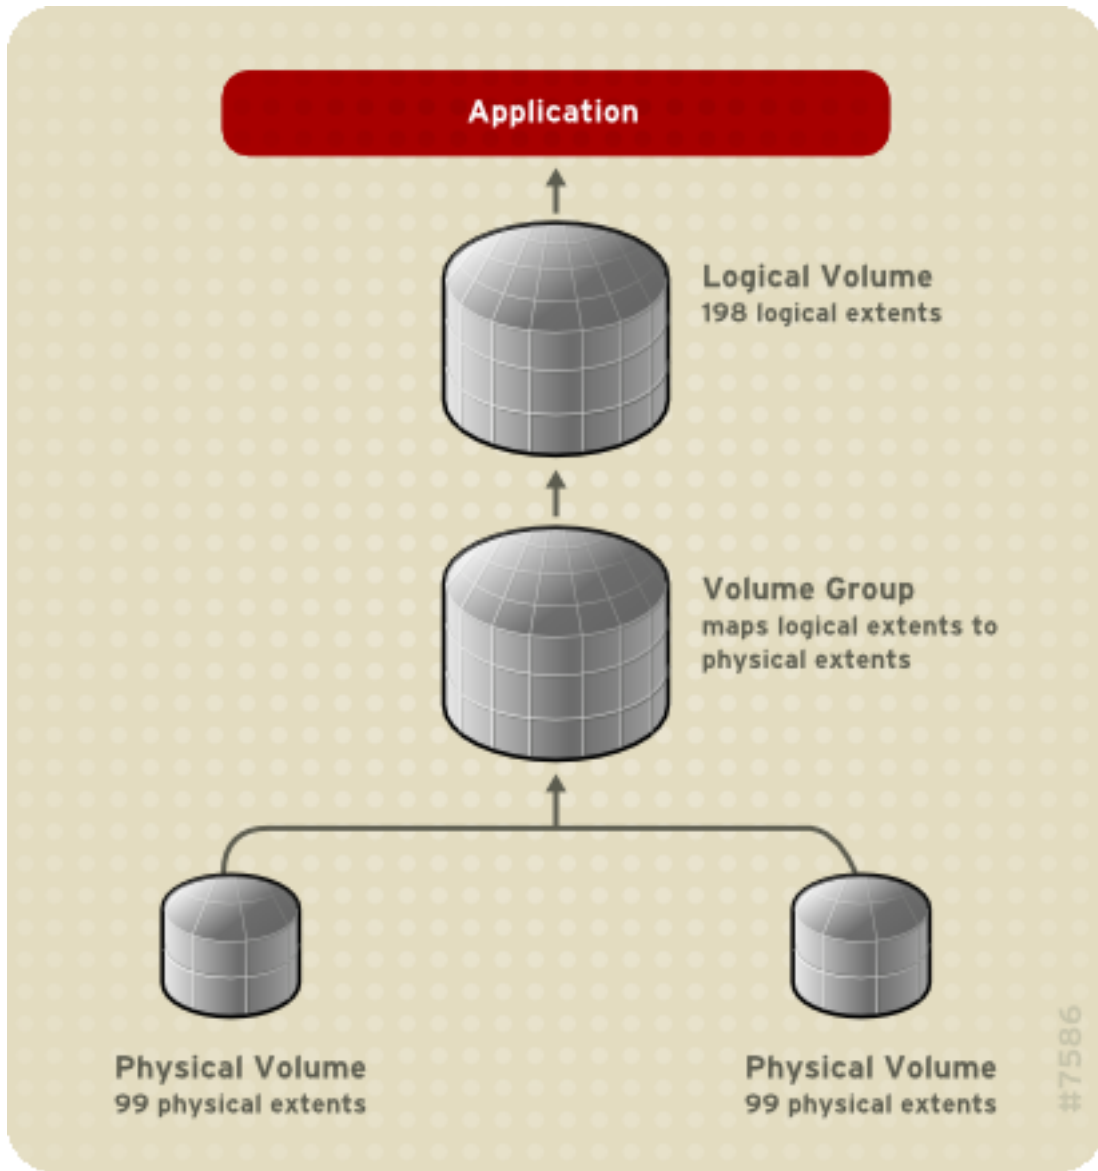 Application
Logical Volume
198 logical extents
Volume Group
maps logical extents to
physical extents
Physical Volume
99 physical extents
Physical Volume
99 physical extents
#7586